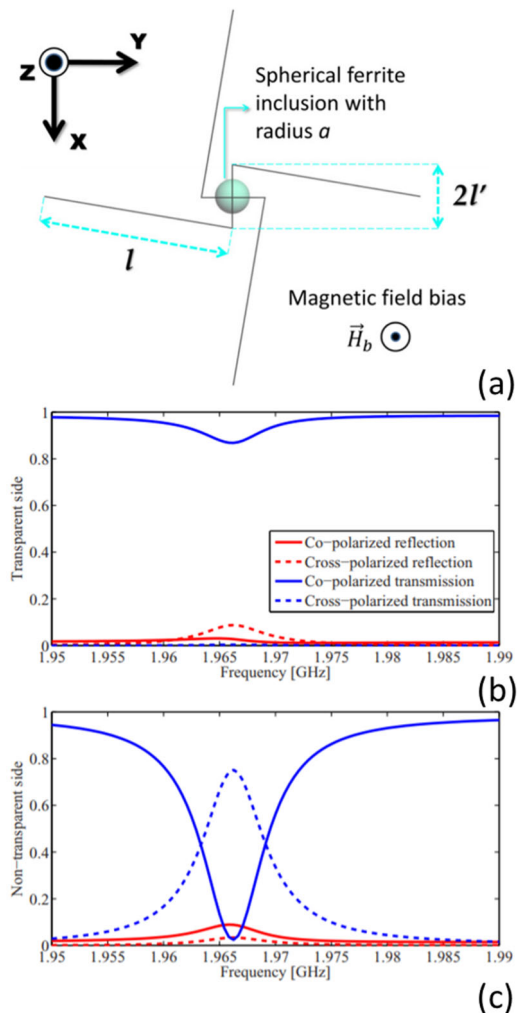 Z
Y
X
Spherical ferrite
inclusion with
radius a
2l'
l
Magnetic field bias
H⃗_b
(a)
Transparent side
1
0.8
0.6
0.4
0.2
0
Co-polarized reflection
Cross-polarized reflection
Co-polarized transmission
Cross-polarized transmission
1.95 1.955 1.96 1.965 1.97 1.975 1.98 1.985 1.99
Frequency [GHz]
(b)
Non-transparent side
1
0.8
0.6
0.4
0.2
0
1.95 1.955 1.96 1.965 1.97 1.975 1.98 1.985 1.99
Frequency [GHz]
(c)